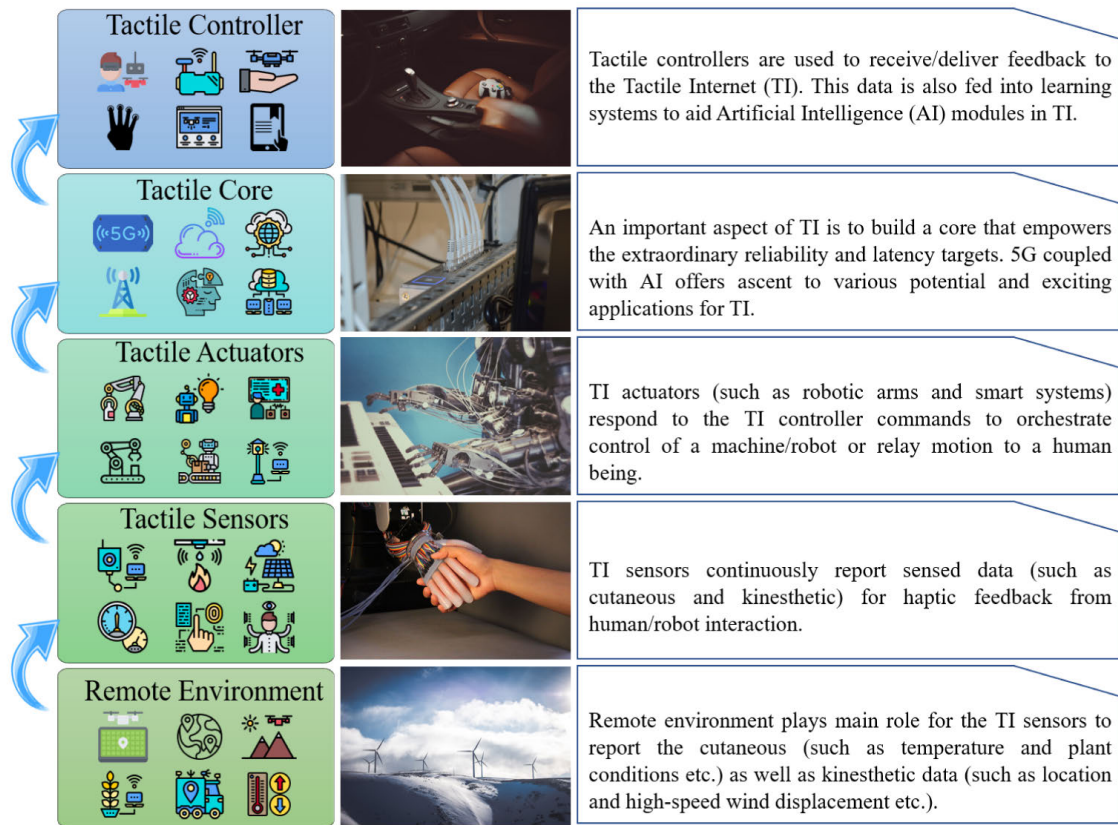 Tactile Controller
Tactile controllers are used to receive/deliver feedback to
the Tactile Internet (TI). This data is also fed into learning
systems to aid Artificial Intelligence (AI) modules in TI.
Tactile Core
5G
An important aspect of TI is to build a core that empowers
the extraordinary reliability and latency targets. 5G coupled
with AI offers ascent to various potential and exciting
applications for TI.
Tactile Actuators
TI actuators (such as robotic arms and smart systems)
respond to the TI controller commands to orchestrate
control of a machine/robot or relay motion to a human
being.
Tactile Sensors
TI sensors continuously report sensed data (such as
cutaneous and kinesthetic) for haptic feedback from
human/robot interaction.
Remote Environment
Remote environment plays main role for the TI sensors to
report the cutaneous (such as temperature and plant
conditions etc.) as well as kinesthetic data (such as location
and high-speed wind displacement etc.).